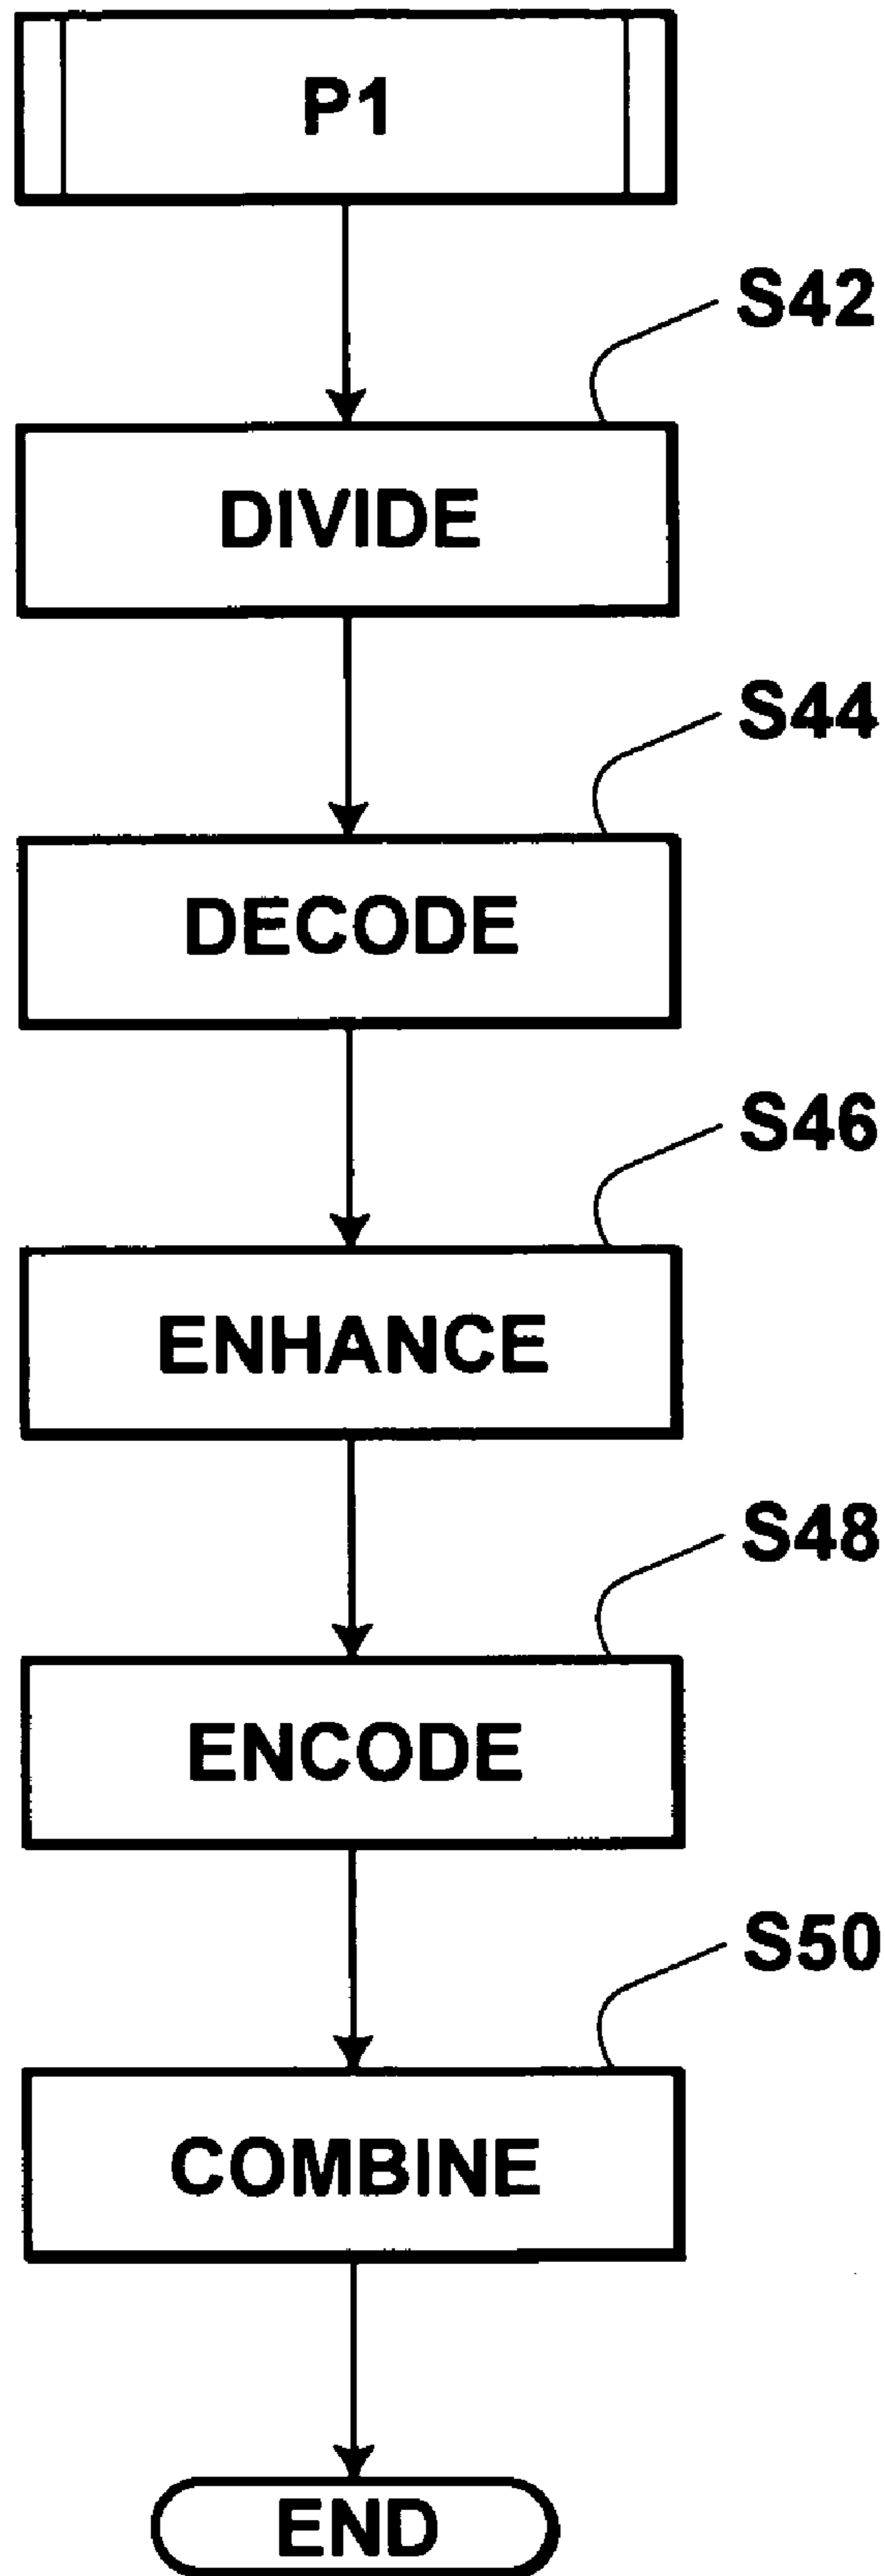 P1
S42
DIVIDE
S44
DECODE
S46
ENHANCE
S48
ENCODE
S50
COMBINE
END